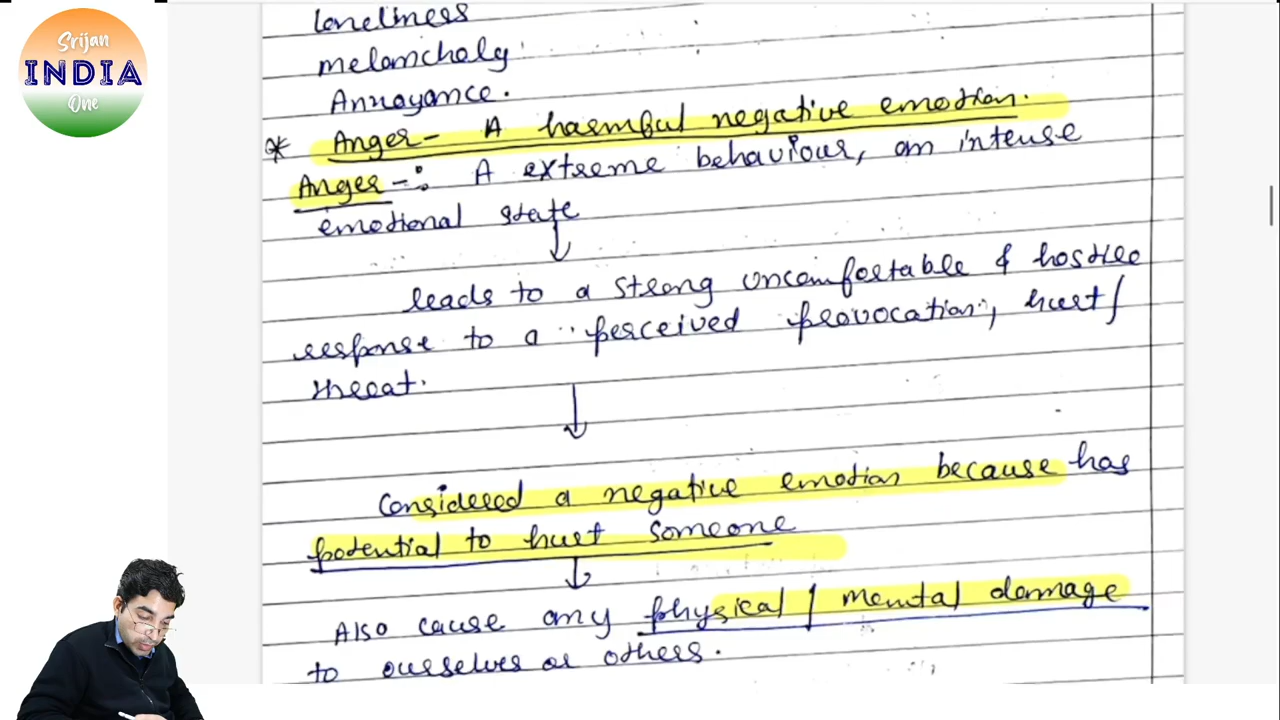 Srijan
INDIA
One
loneliness
melancholy
Annoyance.
* Anger - A harmful negative emotion.
Anger -: A extreme behaviour, an intense
emotional state
↓
leads to a strong uncomfortable & hostile
response to a perceived provocation, hurt/
threat.
↓
Considered a negative emotion because has
potential to hurt someone
↓
Also cause any physical / mental damage
to ourselves or others.